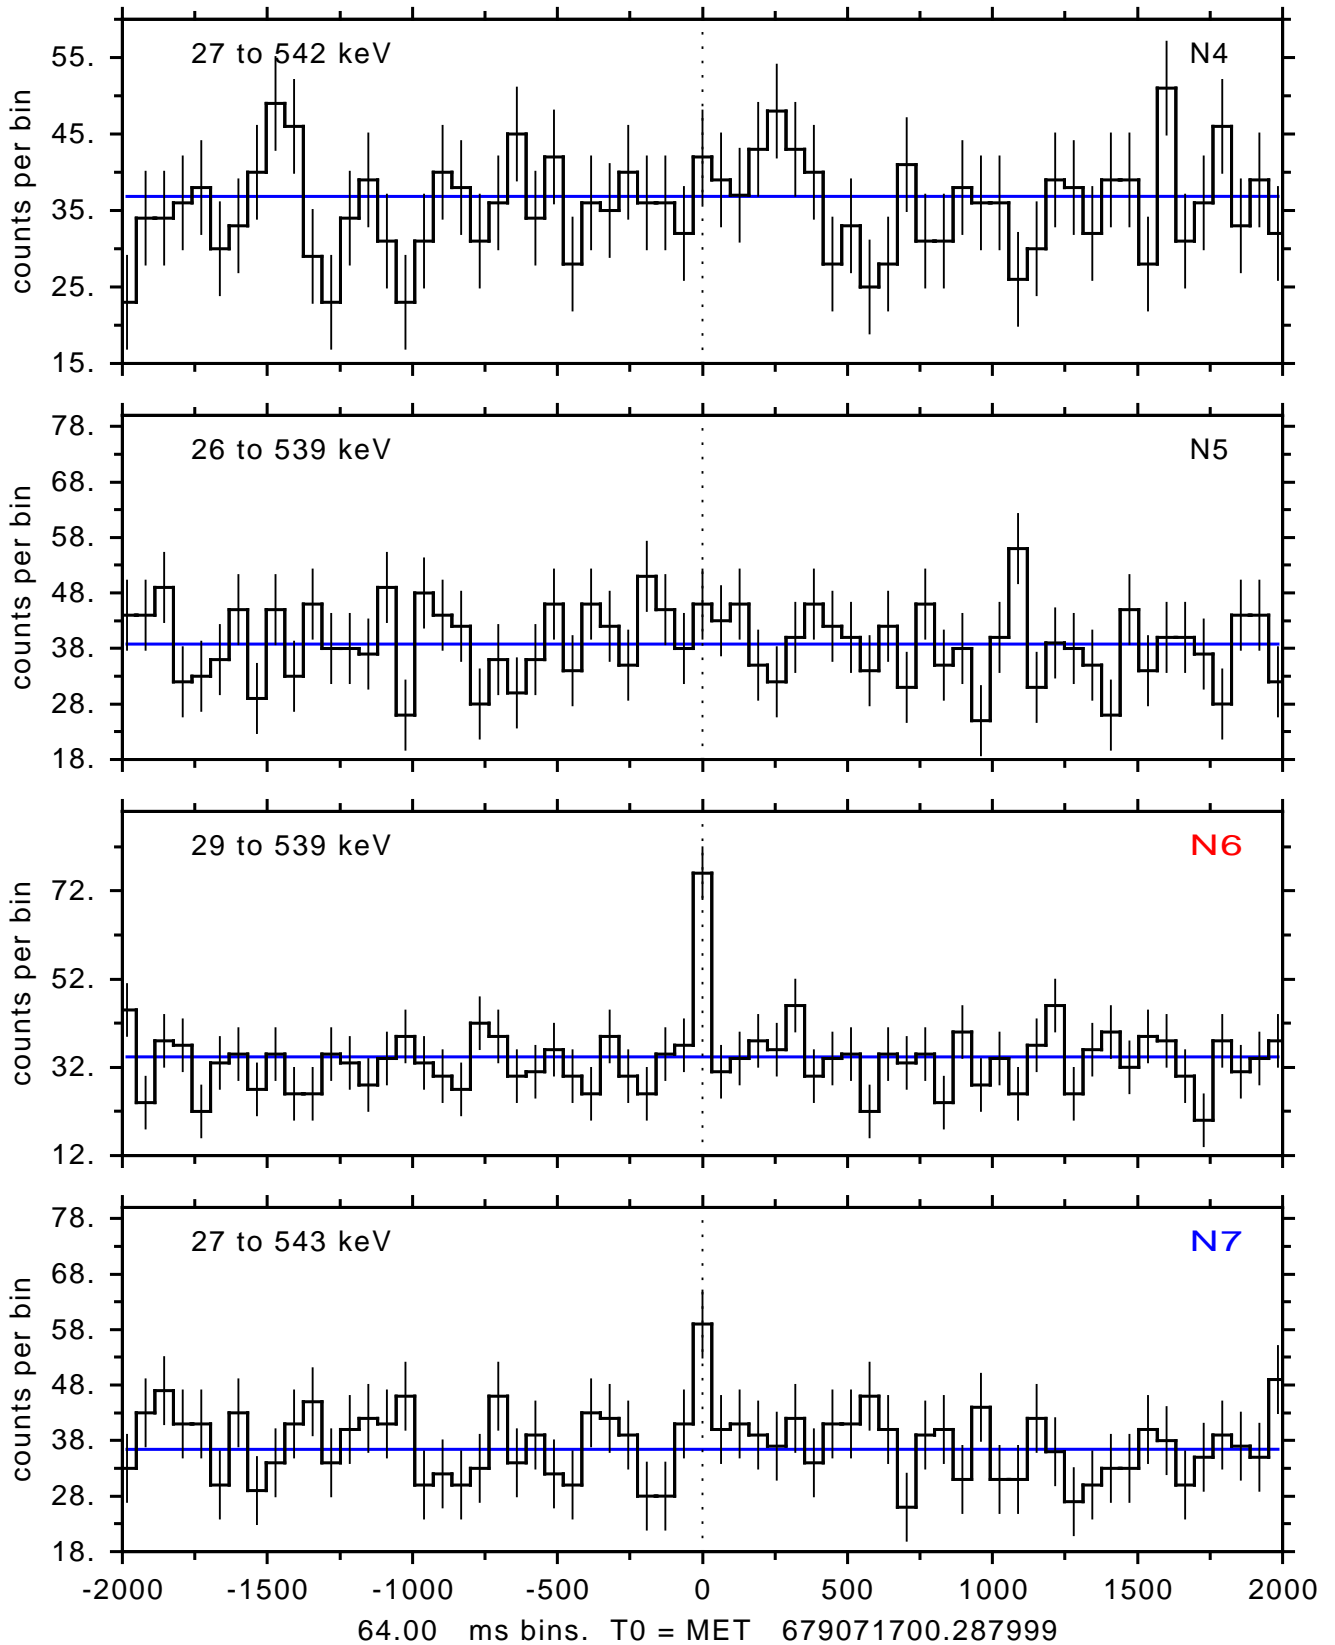 27 to 542 keV N4
counts per bin
55.
45.
35.
25.
15.
26 to 539 keV N5
counts per bin
78.
68.
58.
48.
38.
28.
18.
29 to 539 keV N6
counts per bin
72.
52.
32.
12.
27 to 543 keV N7
counts per bin
78.
68.
58.
48.
38.
28.
18.
-2000 -1500 -1000 -500 0 500 1000 1500 2000
64.00 ms bins. T0 = MET 679071700.287999